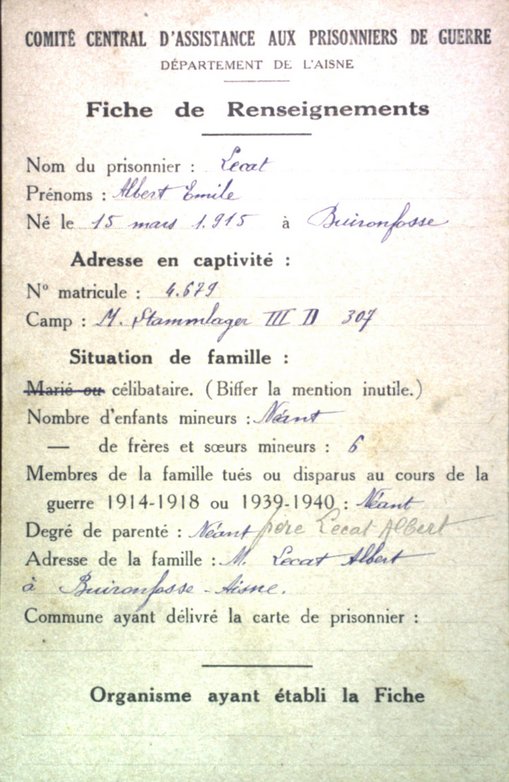 COMITÉ CENTRAL D'ASSISTANCE AUX PRISONNIERS DE GUERRE
DÉPARTEMENT DE L'AISNE
Fiche de Renseignements
Nom du prisonnier : Lecat
Prénoms : Albert Emile
Né le 15 mars 1.915 à Buironfosse
Adresse en captivité :
N° matricule : 4.679
Camp : M. Stammlager III D 307
Situation de famille :
Marié ou célibataire. (Biffer la mention inutile.)
Nombre d'enfants mineurs : Néant
— de frères et sœurs mineurs : 6
Membres de la famille tués ou disparus au cours de la
guerre 1914-1918 ou 1939-1940 : Néant
Degré de parenté : Néant père Lecat Albert
Adresse de la famille : M. Lecat Albert
à Buironfosse - Aisne.
Commune ayant délivré la carte de prisonnier :
Organisme ayant établi la Fiche